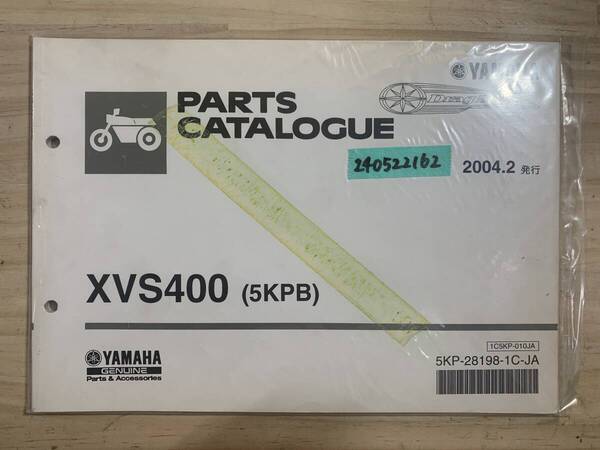 YAMAHA
PARTS
CATALOGUE
240522162
2004.2 発行
XVS400 (5KPB)
YAMAHA
GENUINE
Parts & Accessories
1C5KP-010JA
5KP-28198-1C-JA